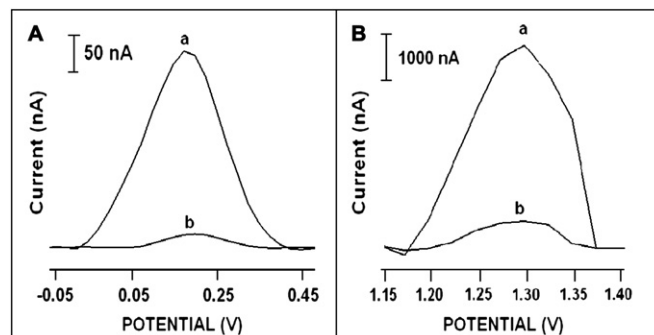 A
50 nA
a
b
Current (nA)
-0.05 0.05 0.25 0.45
POTENTIAL (V)
B
1000 nA
a
b
Current (nA)
1.15 1.20 1.25 1.30 1.35 1.40
POTENTIAL (V)